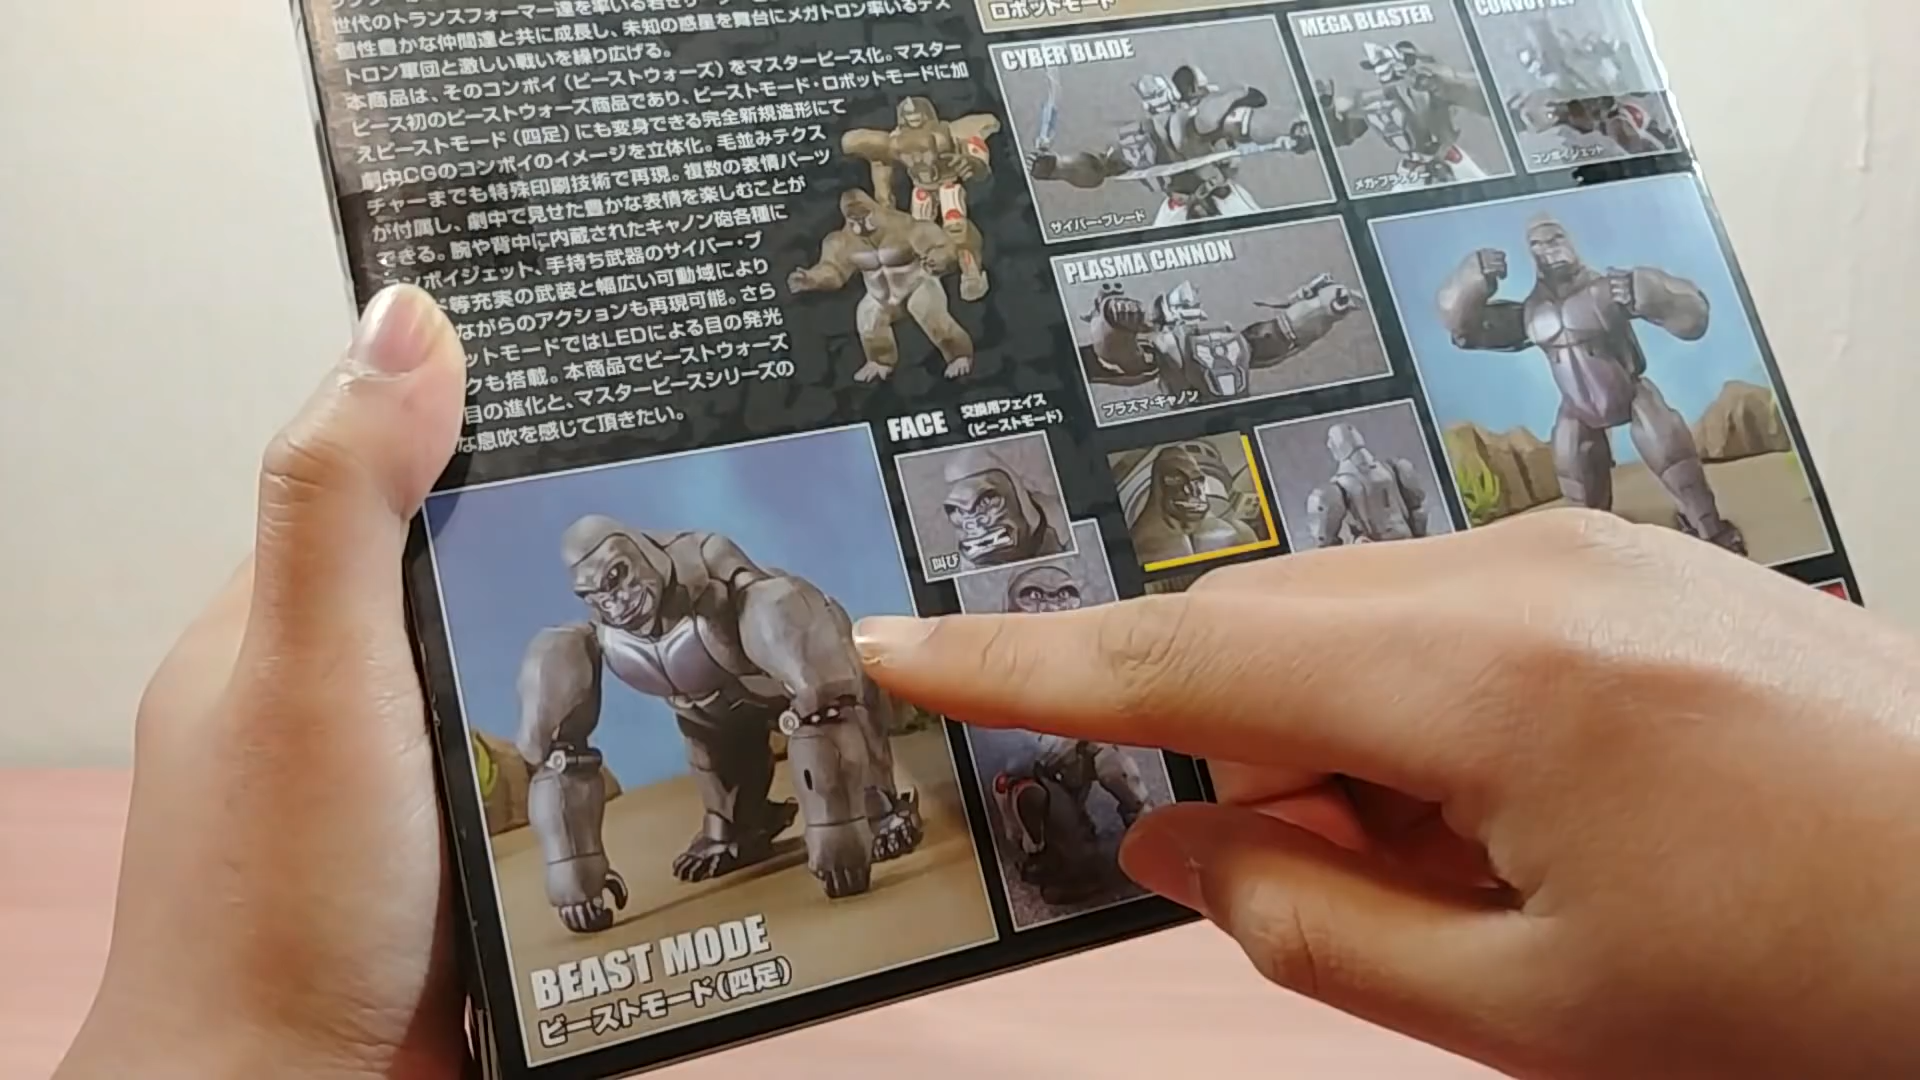 世代のトランスフォーマー達を率いる若き
個性豊かな仲間達と共に成長し、未知の惑星を舞台にメガトロン率いるデス
トロン軍団と激しい戦いを繰り広げる。
本商品は、そのコンボイ（ビーストウォーズ）をマスターピース化。マスター
ピース初のビーストウォーズ商品であり、ビーストモード・ロボットモードに加
えビーストモード（四足）にも変身できる完全新規造形にて
劇中CGのコンボイのイメージを立体化。毛並みテクス
チャーまでも特殊印刷技術で再現。複数の表情パーツ
が付属し、劇中で見せた豊かな表情を楽しむことが
できる。腕や背中に内蔵されたキャノン砲各種に
ンボイジェット、手持ち武器のサイバー・ブ
等充実の武装と幅広い可動域により
ながらのアクションも再現可能。さら
ットモードではLEDによる目の発光
クも搭載。本商品でビーストウォーズ
目の進化と、マスターピースシリーズの
な息吹を感じて頂きたい。
ロボットモード
CYBER BLADE
サイバー・ブレード
MEGA BLASTER
メガ・ブラスター
CONVOY JET
コンボイジェット
PLASMA CANNON
プラズマ・キャノン
FACE
交換用フェイス
（ビーストモード）
叫び
BEAST MODE
ビーストモード（四足）